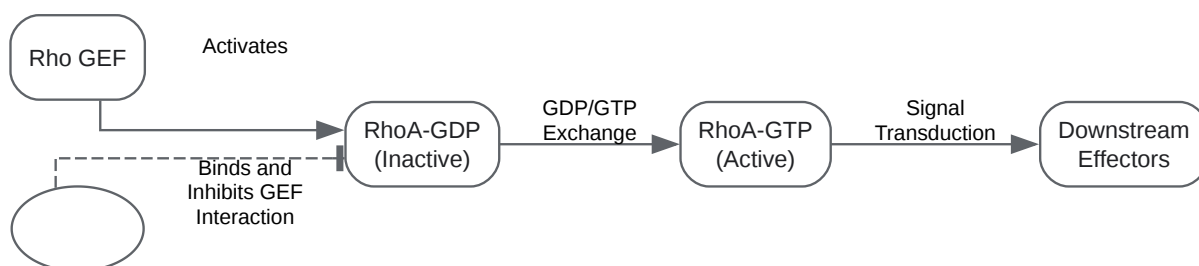 Rho GEF
Activates
RhoA-GDP
(Inactive)
GDP/GTP
Exchange
RhoA-GTP
(Active)
Signal
Transduction
Downstream
Effectors
Binds and
Inhibits GEF
Interaction